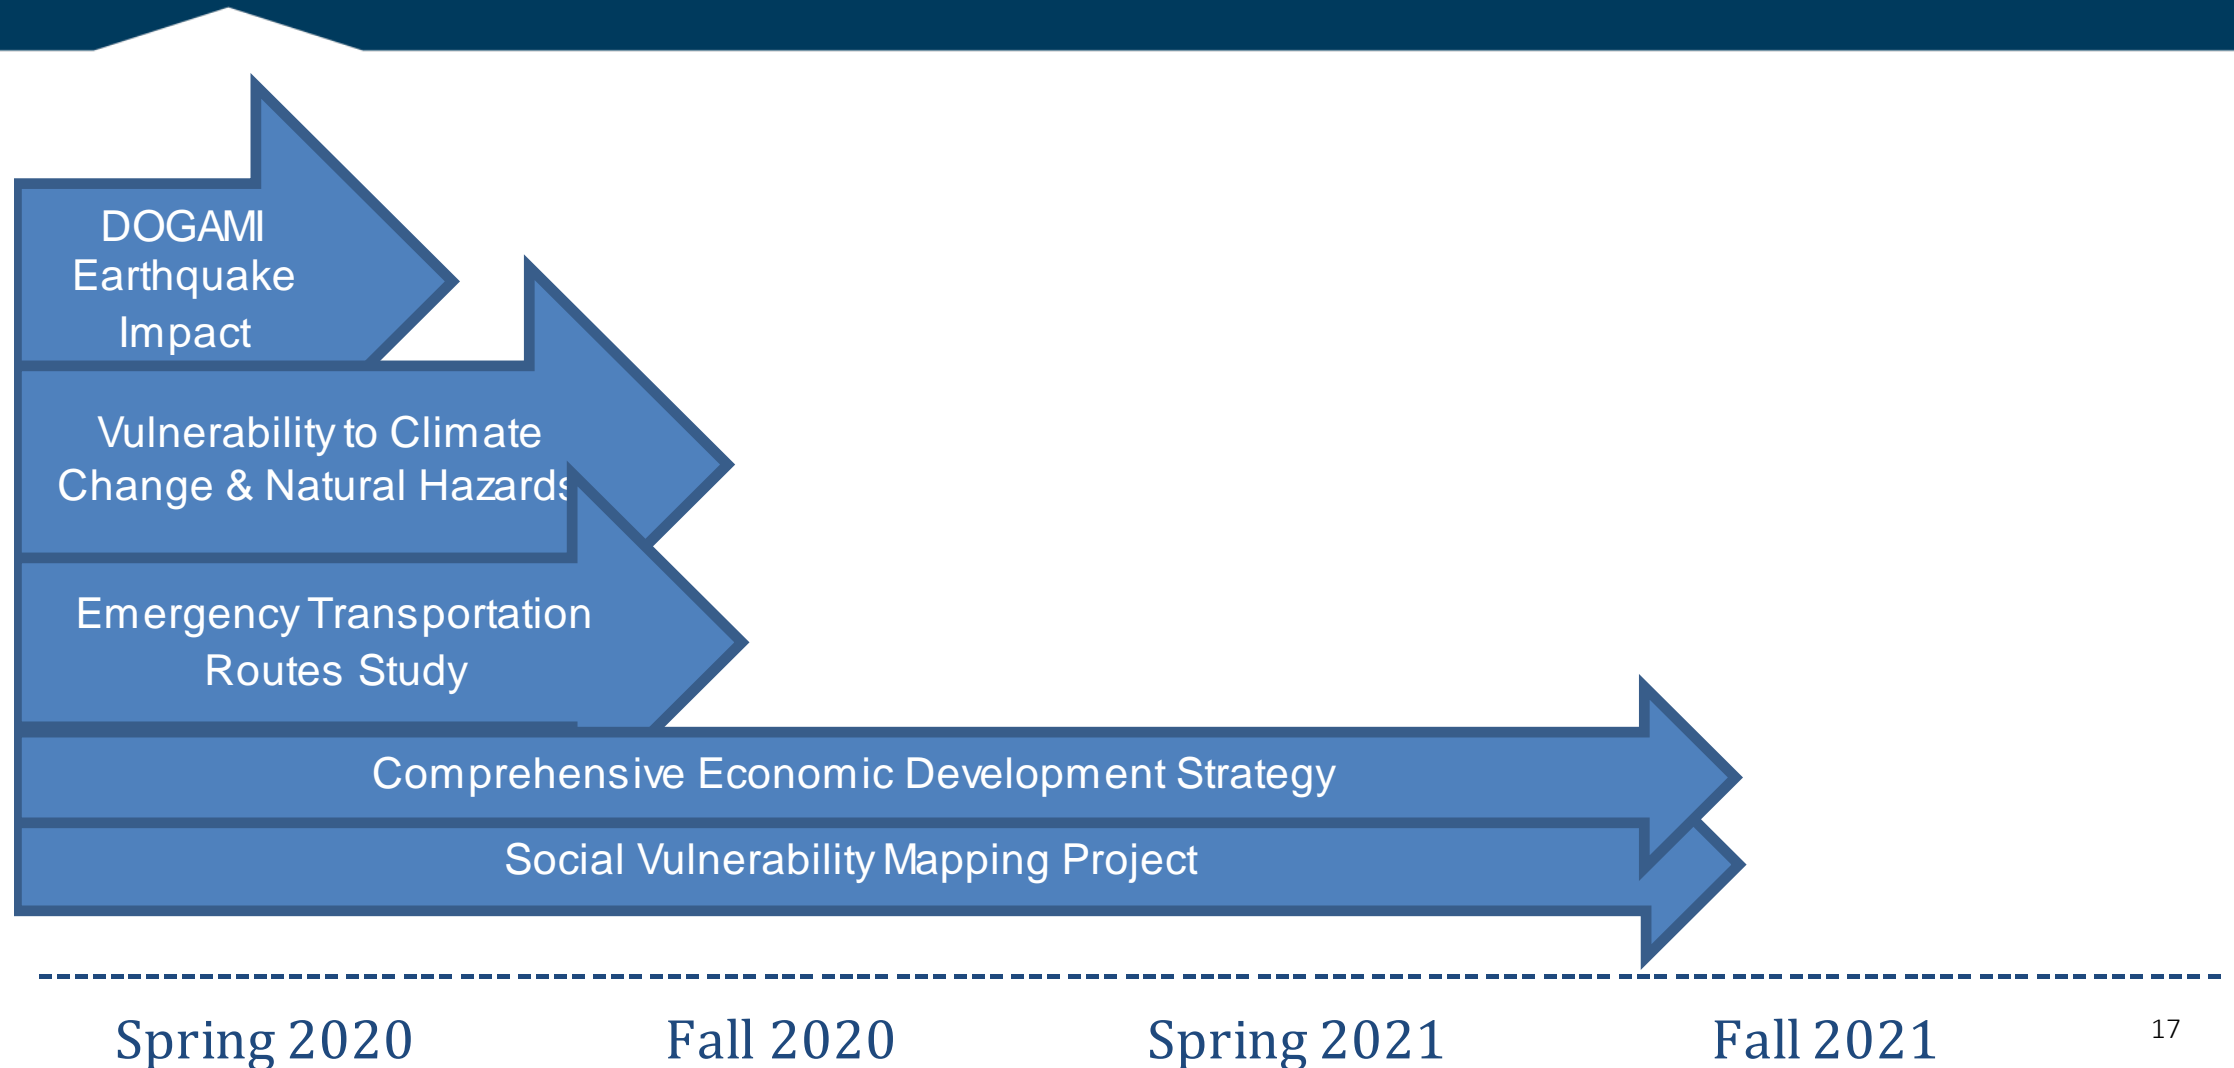 DOGAMI
Earthquake
Impact
Vulnerability to Climate
Change & Natural Hazards
Emergency Transportation
Routes Study
Comprehensive Economic Development Strategy
Social Vulnerability Mapping Project
Spring 2020
Fall 2020
Spring 2021
Fall 2021
17